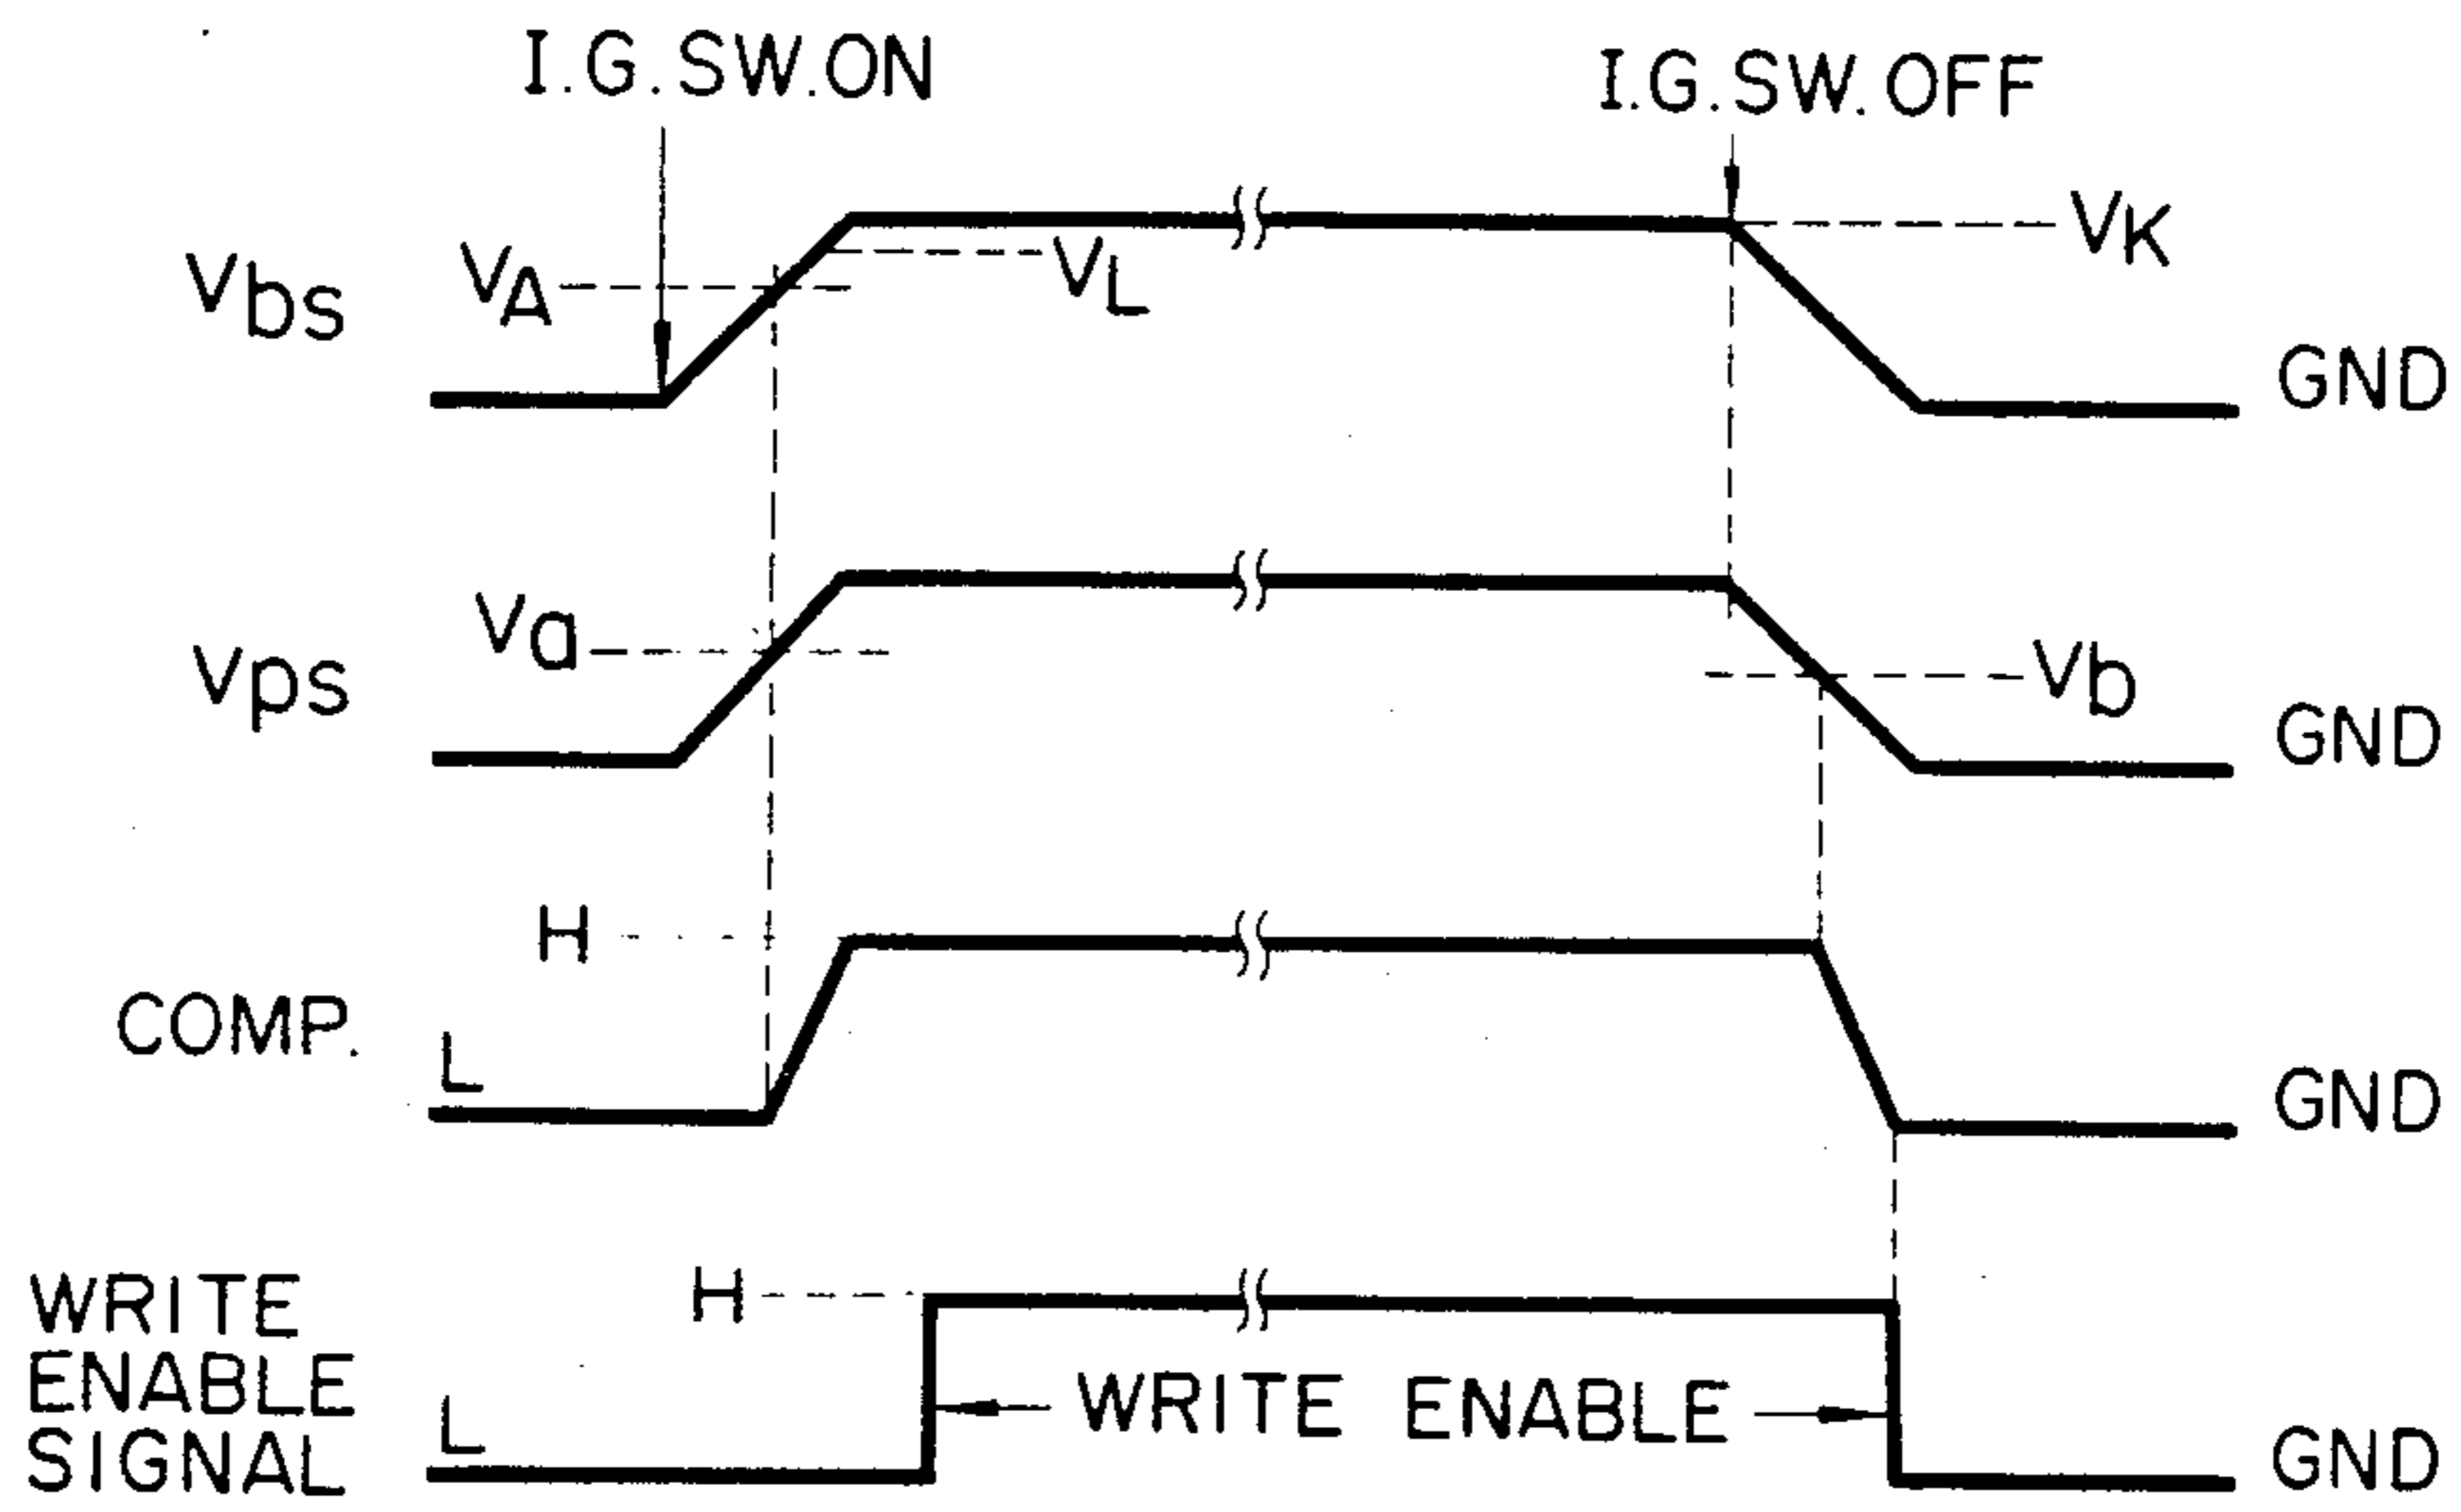 I.G.SW.ON
I.G.SW.OFF
Vbs
VA
VL
VK
GND
Vps
Va
Vb
GND
COMP.
H
L
GND
WRITE
ENABLE
SIGNAL
H
L
WRITE ENABLE
GND